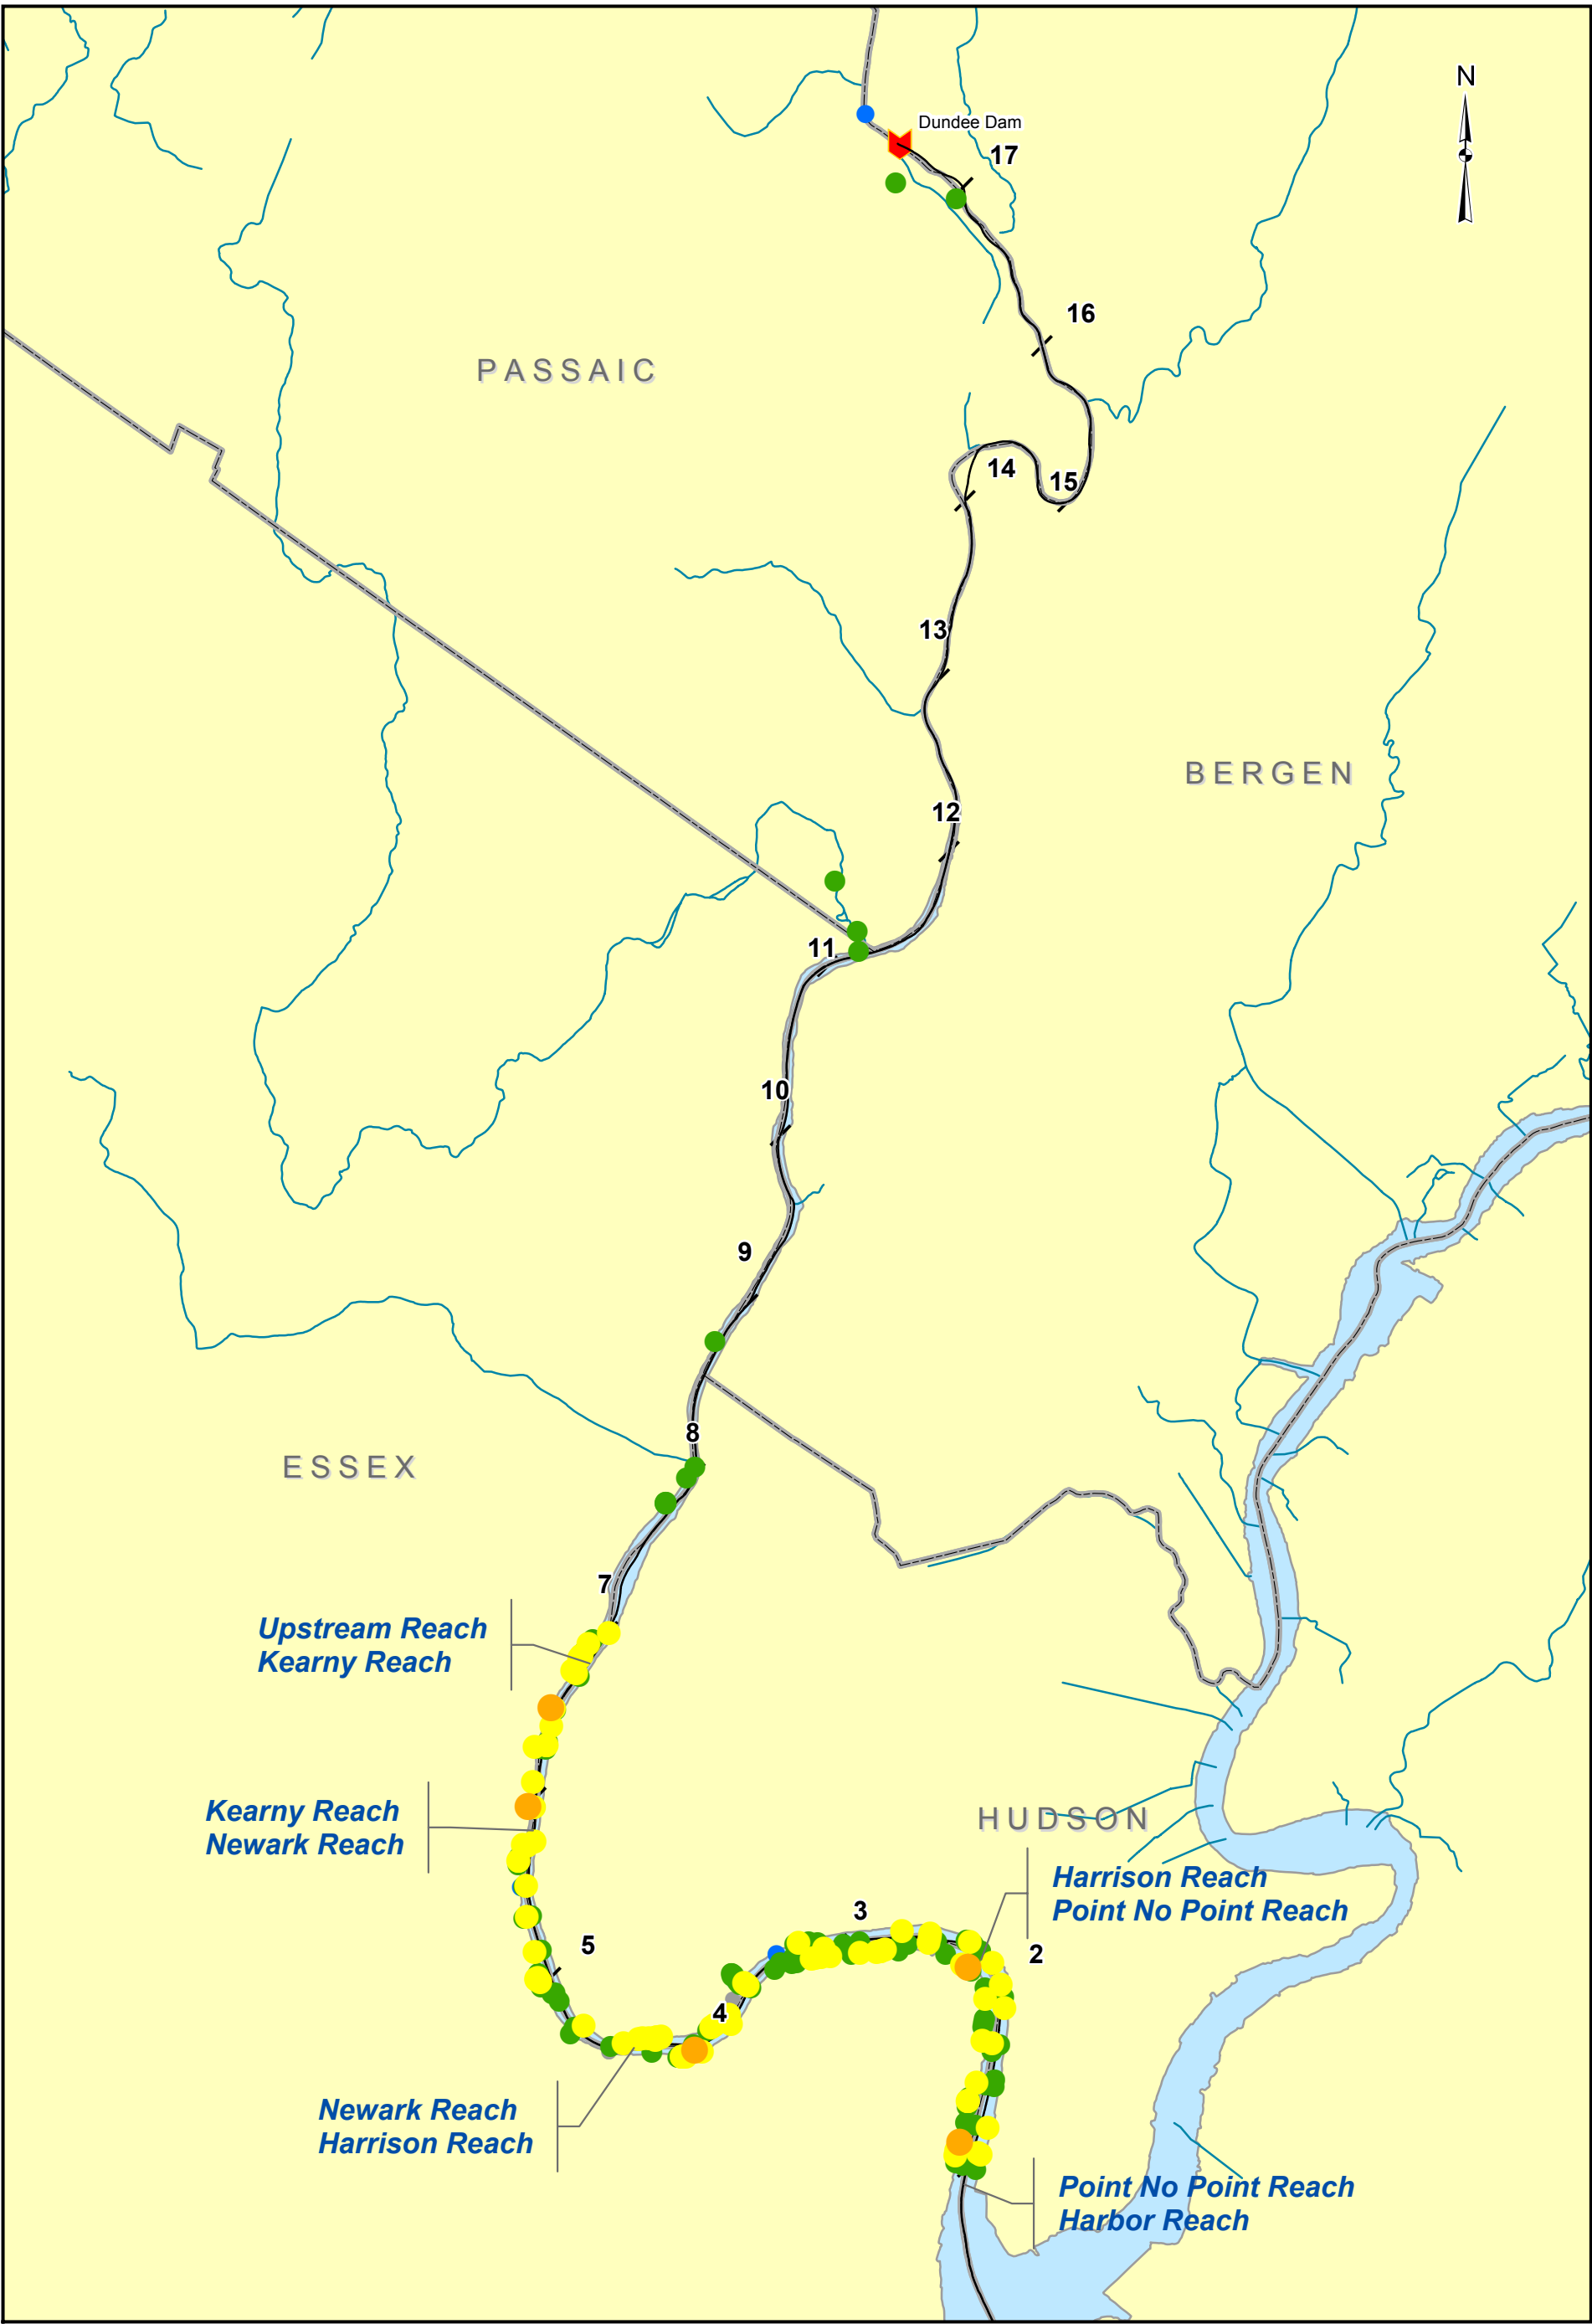 N
Dundee Dam
17
16
PASSAIC
14
15
13
BERGEN
12
11
10
9
8
ESSEX
7
Upstream Reach
Kearny Reach
Kearny Reach
Newark Reach
HUDSON
Harrison Reach
Point No Point Reach
3
2
5
4
Newark Reach
Harrison Reach
Point No Point Reach
Harbor Reach